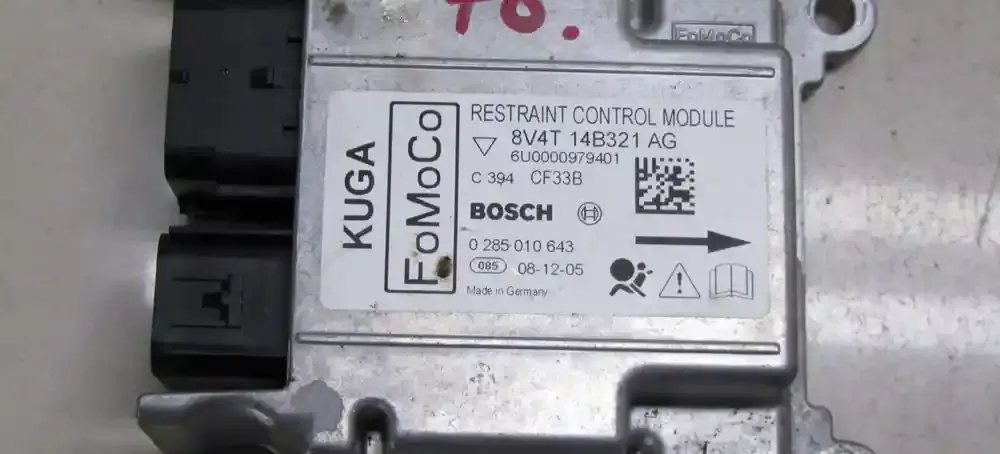 T6.
FoMoCo
KUGA
FoMoCo
RESTRAINT CONTROL MODULE
8V4T 14B321 AG
6U0000979401
C 394 CF33B
BOSCH
0 285 010 643
085 08-12-05
Made in Germany